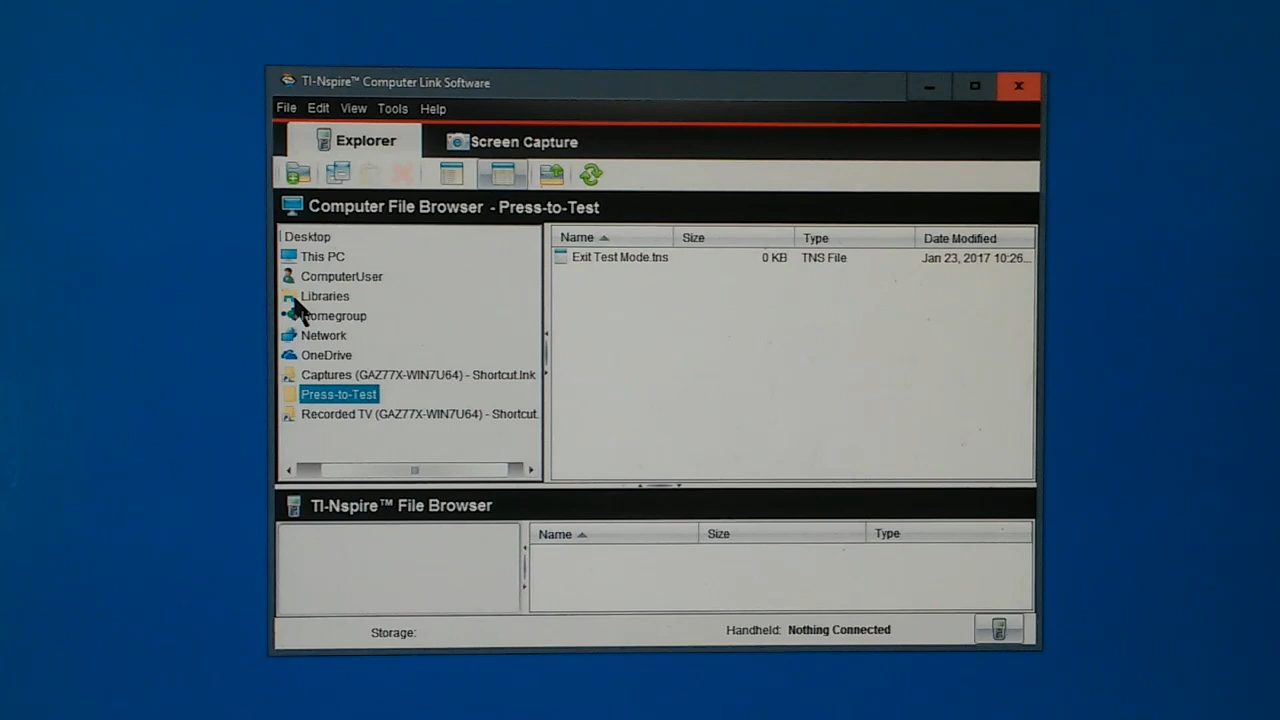 TI-Nspire™ Computer Link Software
File Edit View Tools Help
Explorer Screen Capture
Computer File Browser - Press-to-Test
Desktop
This PC
ComputerUser
Libraries
Homegroup
Network
OneDrive
Captures (GAZ77X-WIN7U64) - Shortcut.lnk
Press-to-Test
Recorded TV (GAZ77X-WIN7U64) - Shortcut.
Name Size Type Date Modified
Exit Test Mode.tns 0 KB TNS File Jan 23, 2017 10:26...
TI-Nspire™ File Browser
Name Size Type
Storage: Handheld: Nothing Connected